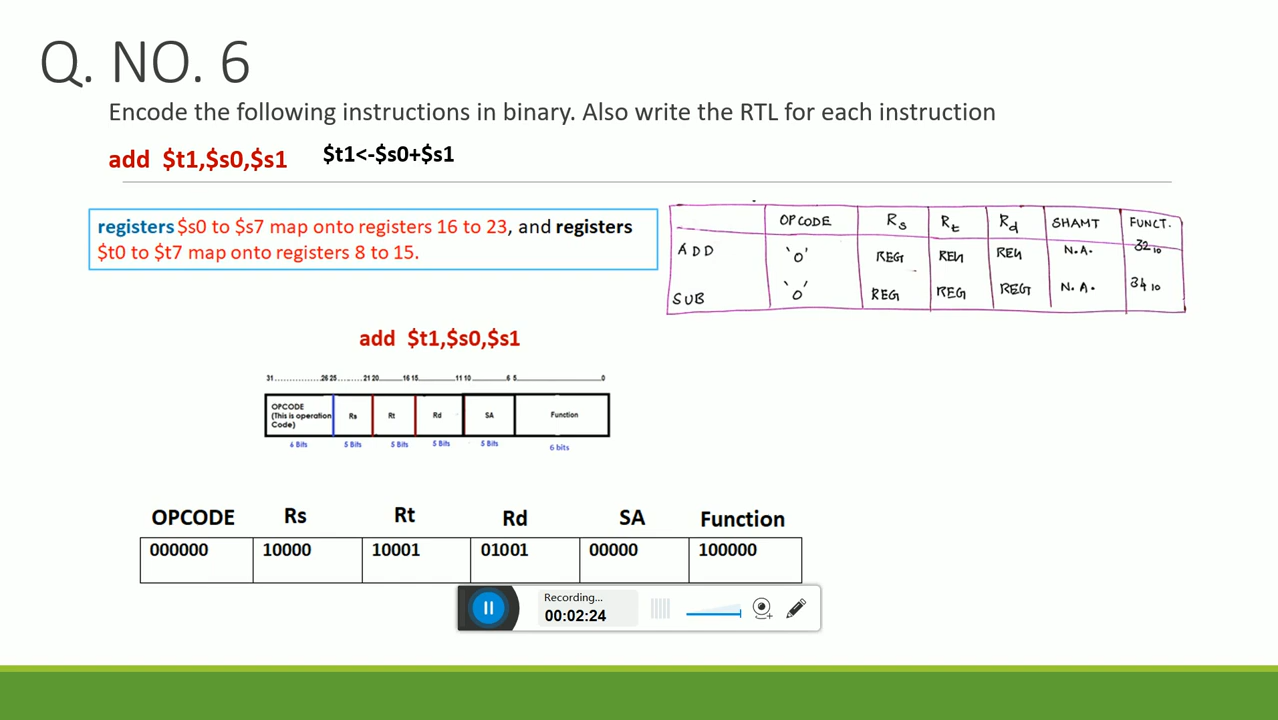 Q. NO. 6
Encode the following instructions in binary. Also write the RTL for each instruction
add $t1,$s0,$s1 $t1<-$s0+$s1
registers $s0 to $s7 map onto registers 16 to 23, and registers
$t0 to $t7 map onto registers 8 to 15.
OPCODE Rs Rt Rd SHAMT FUNCT.
ADD '0' REG REG REG N.A. 32 10
SUB '0' REG REG REG N.A. 34 10
add $t1,$s0,$s1
31..............26 25..........21 20.........16 15............11 10............6 5......................0
OPCODE
(This is operation
Code)
Rs Rt Rd SA Function
6 Bits 5 Bits 5 Bits 5 Bits 5 Bits 6 bits
OPCODE Rs Rt Rd SA Function
000000 10000 10001 01001 00000 100000
Recording...
00:02:24